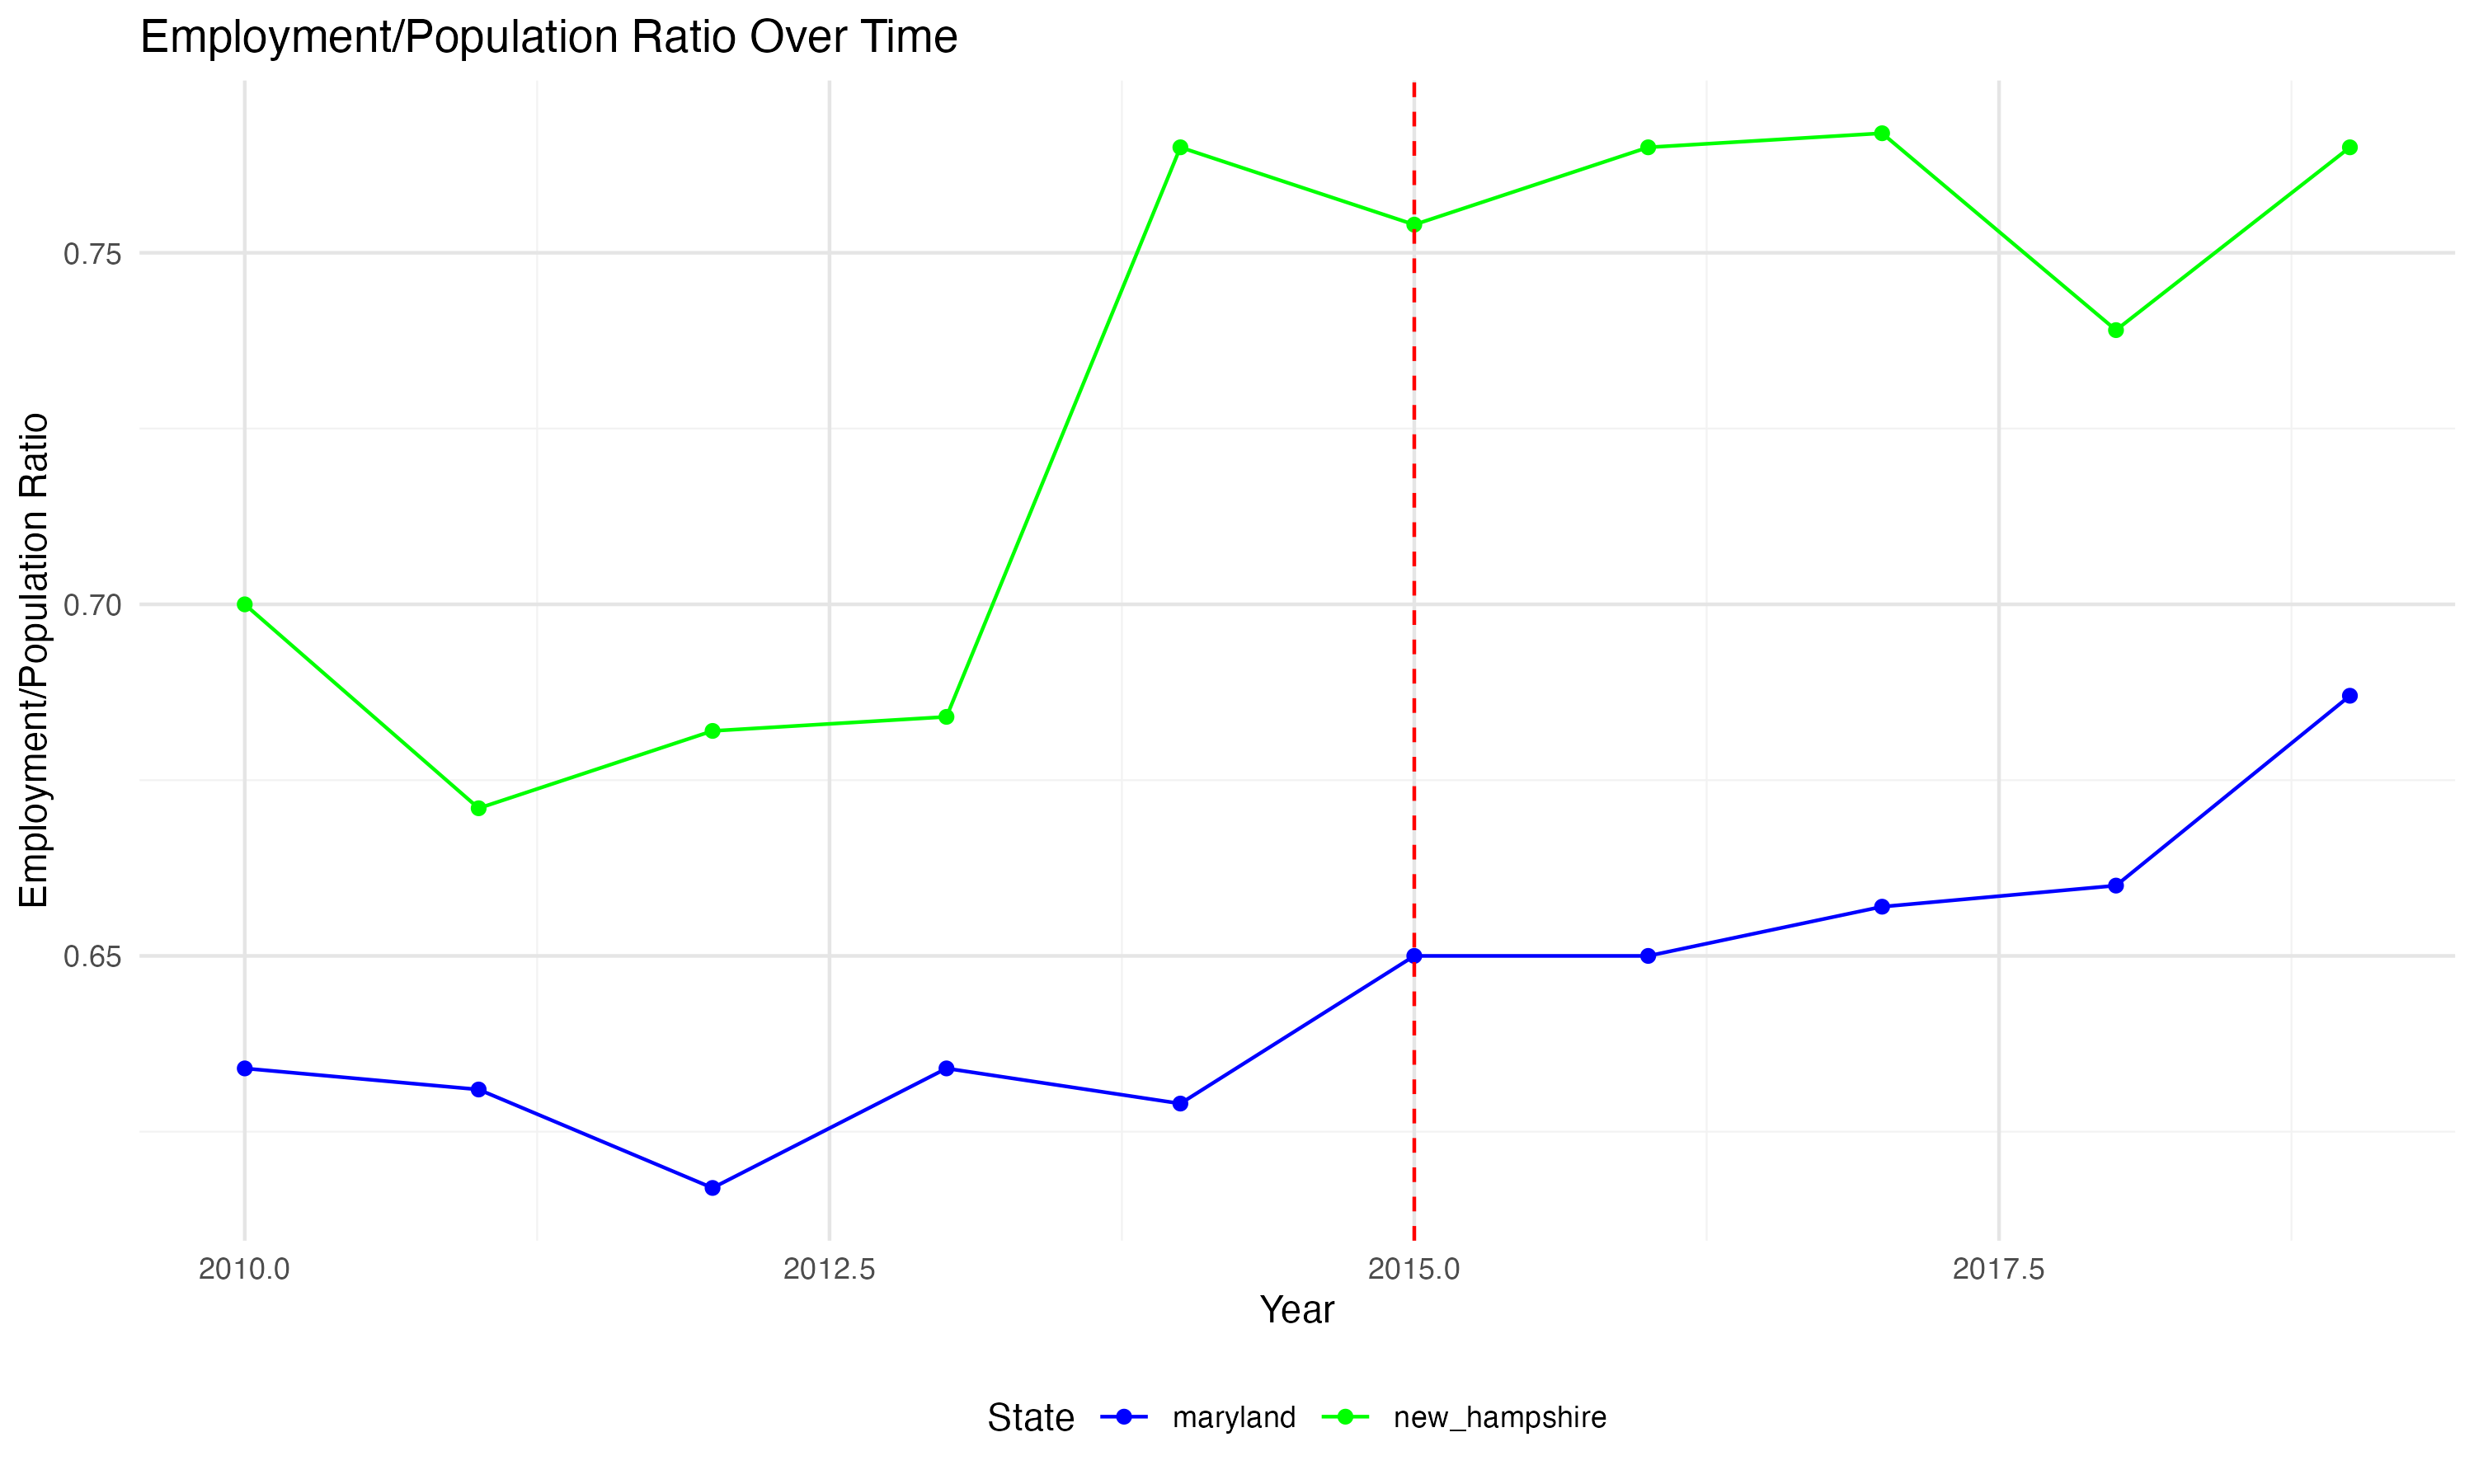 Employment/Population Ratio Over Time
Employment/Population Ratio
0.75
0.70
0.65
2010.0 2012.5 2015.0 2017.5
Year
State maryland new_hampshire